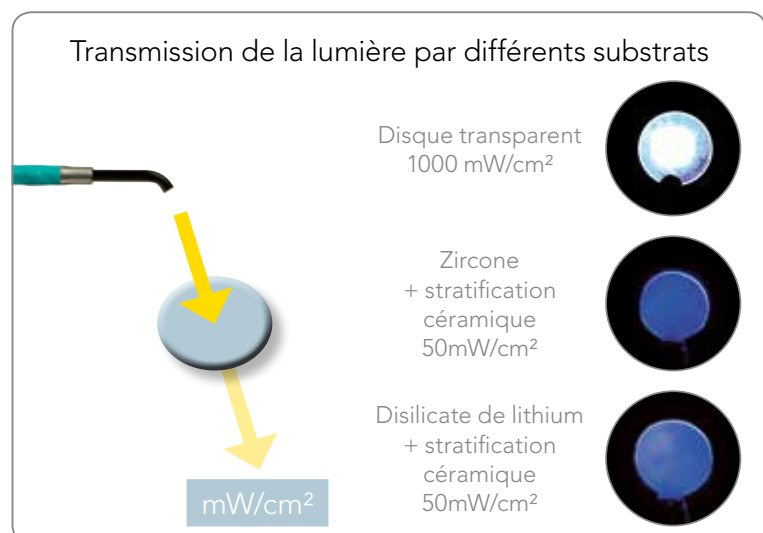 Transmission de la lumière par différents substrats
Disque transparent
1000 mW/cm²
Zircone
+ stratification
céramique
50mW/cm²
Disilicate de lithium
+ stratification
céramique
50mW/cm²
mW/cm²